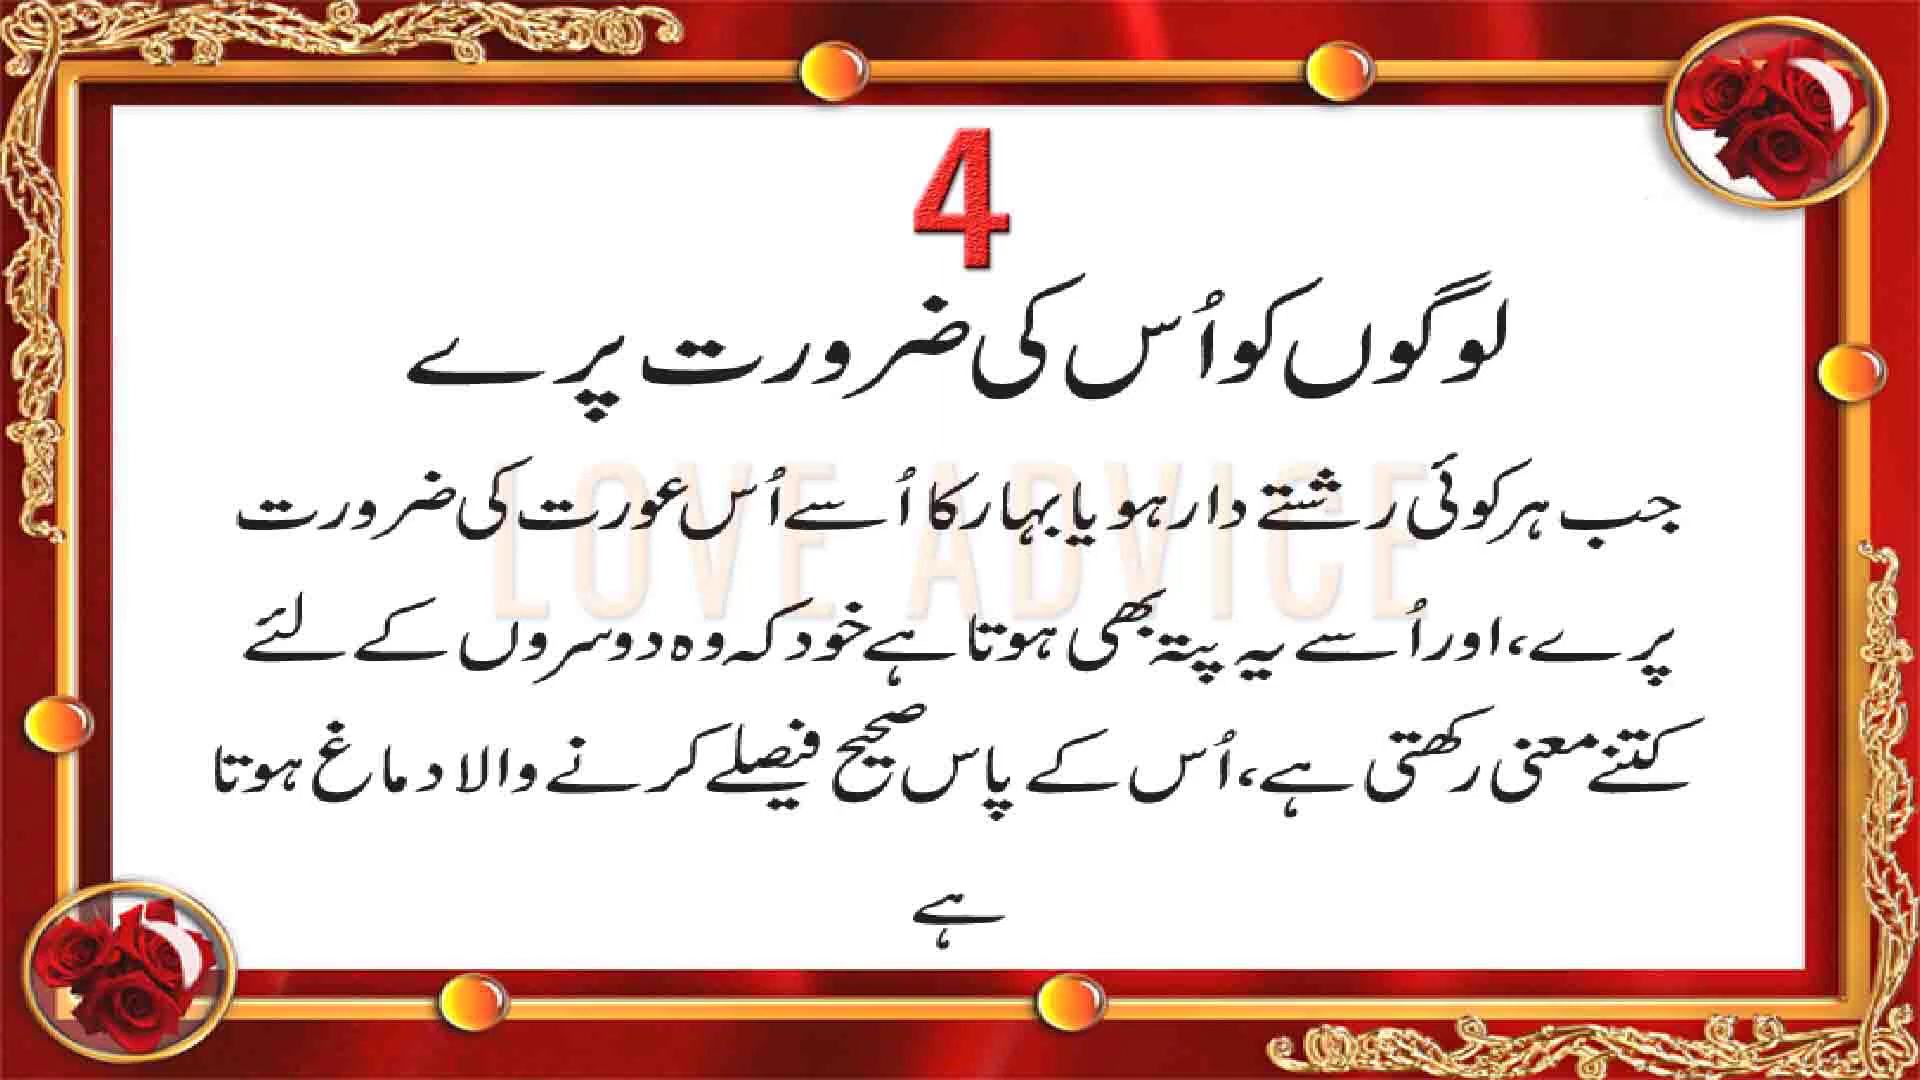 4
لوگوں کو اُس کی ضرورت پرے
جب ہر کوئی رشتے دار ہو یا بہار کا اُسے اُس عورت کی ضرورت
پرے، اور اُسے یہ پتہ بھی ہوتا ہے خود کہ وہ دوسروں کے لئے
کتنے معنی رکھتی ہے، اُس کے پاس صحیح فیصلے کرنے والا دماغ ہوتا
ہے
LOVE ADVICE